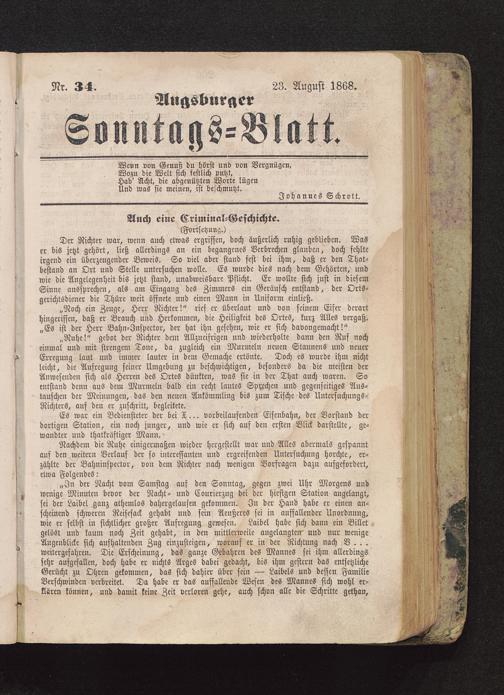 Nr. 34.
23. August 1868.
Augsburger
Sonntags=Blatt.
Wenn von Genuß du hörst und von Vergnügen,
Wozu die Welt sich festlich putzt,
Hab' Acht, die abgenützten Worte lügen
Und was sie meinen, ist beschmutzt.
Johannes Schrott.
Auch eine Criminal=Geschichte.
(Fortsetzung.)
Der Richter war, wenn auch etwas ergriffen, doch äußerlich ruhig geblieben. Was
er bis jetzt gehört, ließ allerdings an ein begangenes Verbrechen glauben, doch fehlte
irgend ein überzeugender Beweis. So viel aber stand fest bei ihm, daß er den That=
bestand an Ort und Stelle untersuchen wolle. Es wurde dies nach dem Gehörten, und
wie die Angelegenheit bis jetzt stand, unabweisbare Pflicht. Er wollte sich just in diesem
Sinne aussprechen, als am Eingang des Zimmers ein Geräusch entstand, der Orts=
gerichtsdiener die Thüre weit öffnete und einen Mann in Uniform einließ.
„Noch ein Zeuge, Herr Richter!“ rief er überlaut und von seinem Eifer derart
hingerissen, daß er Brauch und Herkommen, die Heiligkeit des Ortes, kurz Alles vergaß.
„Es ist der Herr Bahn=Inspector, der hat ihn gesehen, wie er sich davongemacht!“
„Ruhe!“ gebot der Richter dem Allzueifrigen und wiederholte dann den Ruf noch
einmal und mit strengem Tone, da zugleich ein Murmeln neuen Staunens und neuer
Erregung laut und immer lauter in dem Gemache ertönte. Doch es wurde ihm nicht
leicht, die Aufregung seiner Umgebung zu beschwichtigen, besonders da die meisten der
Anwesenden sich als Herren des Ortes dünkten, was sie in der That auch waren. So
entstand denn aus dem Murmeln bald ein recht lautes Sprechen und gegenseitiges Aus=
tauschen der Meinungen, das den neuen Ankömmling bis zum Tische des Untersuchungs=
Richters, auf den er zuschritt, begleitete.
Es war ein Bediensteter der bei X... vorbeilaufenden Eisenbahn, der Vorstand der
dortigen Station, ein noch junger, und wie er sich auf den ersten Blick darstellte, ge=
wandter und thatkräftiger Mann.
Nachdem die Ruhe einigermaßen wieder hergestellt war und Alles abermals gespannt
auf den weitern Verlauf der so interessanten und ergreifenden Untersuchung horchte, er=
zählte der Bahninspector, von dem Richter nach wenigen Vorfragen dazu aufgefordert,
etwa Folgendes:
„In der Nacht vom Samstag auf den Sonntag, gegen zwei Uhr Morgens und
wenige Minuten bevor der Nacht= und Courierzug bei der hiesigen Station angelangt,
sei der Laibel ganz athemlos dahergelaufen gekommen. In der Hand habe er einen an=
scheinend schweren Reisesack gehabt und sein Aeußeres sei in auffallender Unordnung,
wie er selbst in sichtlicher großer Aufregung gewesen. Laibel habe sich dann ein Billet
gelöst und kaum noch Zeit gehabt, in den mittlerweile angelangter und nur wenige
Augenblicke sich aufhaltenden Zug einzusteigen, worauf er in der Richtung nach B...
weitergefahren. Die Erscheinung, das ganze Gebahren des Mannes sei ihm allerdings
sehr aufgefallen, doch habe er nichts Arges dabei gedacht, bis ihm gestern das entsetzliche
Gerücht zu Ohren gekommen, das sich dahier über sein — Laibels und dessen Familie
Verschwinden verbreitet. Da habe er das auffallende Wesen des Mannes sich wohl er=
klären können, und damit keine Zeit verloren gehe, auch schon alle die Schritte gethan,